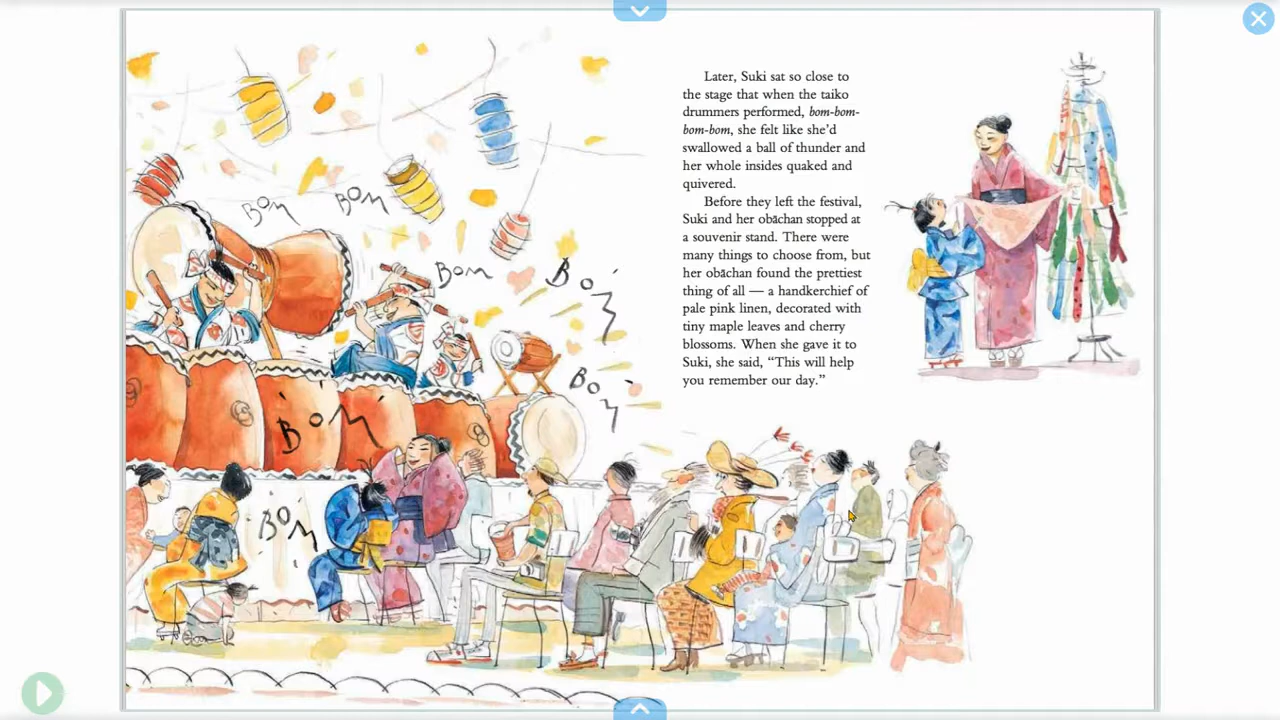 Later, Suki sat so close to
the stage that when the taiko
drummers performed, bom-bom-
bom-bom, she felt like she’d
swallowed a ball of thunder and
her whole insides quaked and
quivered.
Before they left the festival,
Suki and her obāchan stopped at
a souvenir stand. There were
many things to choose from, but
her obāchan found the prettiest
thing of all — a handkerchief of
pale pink linen, decorated with
tiny maple leaves and cherry
blossoms. When she gave it to
Suki, she said, “This will help
you remember our day.”
BOM
BOM
BOM
BOM
BOM
BOM
BOM